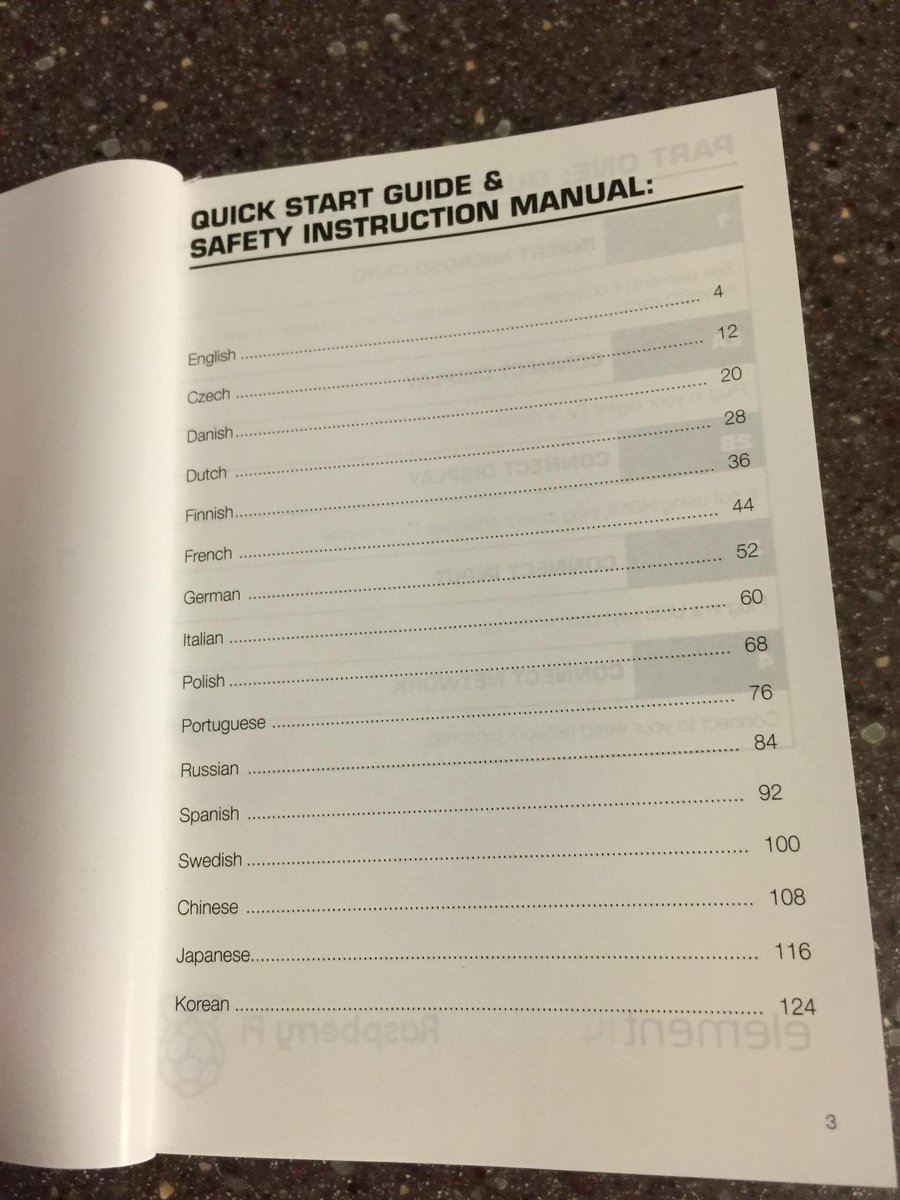 QUICK START GUIDE &
SAFETY INSTRUCTION MANUAL:
English ........ 4
Czech ........ 12
Danish ........ 20
Dutch ........ 28
Finnish ........ 36
French ........ 44
German ........ 52
Italian ........ 60
Polish ........ 68
Portuguese ........ 76
Russian ........ 84
Spanish ........ 92
Swedish ........ 100
Chinese ........ 108
Japanese ........ 116
Korean ........ 124
3